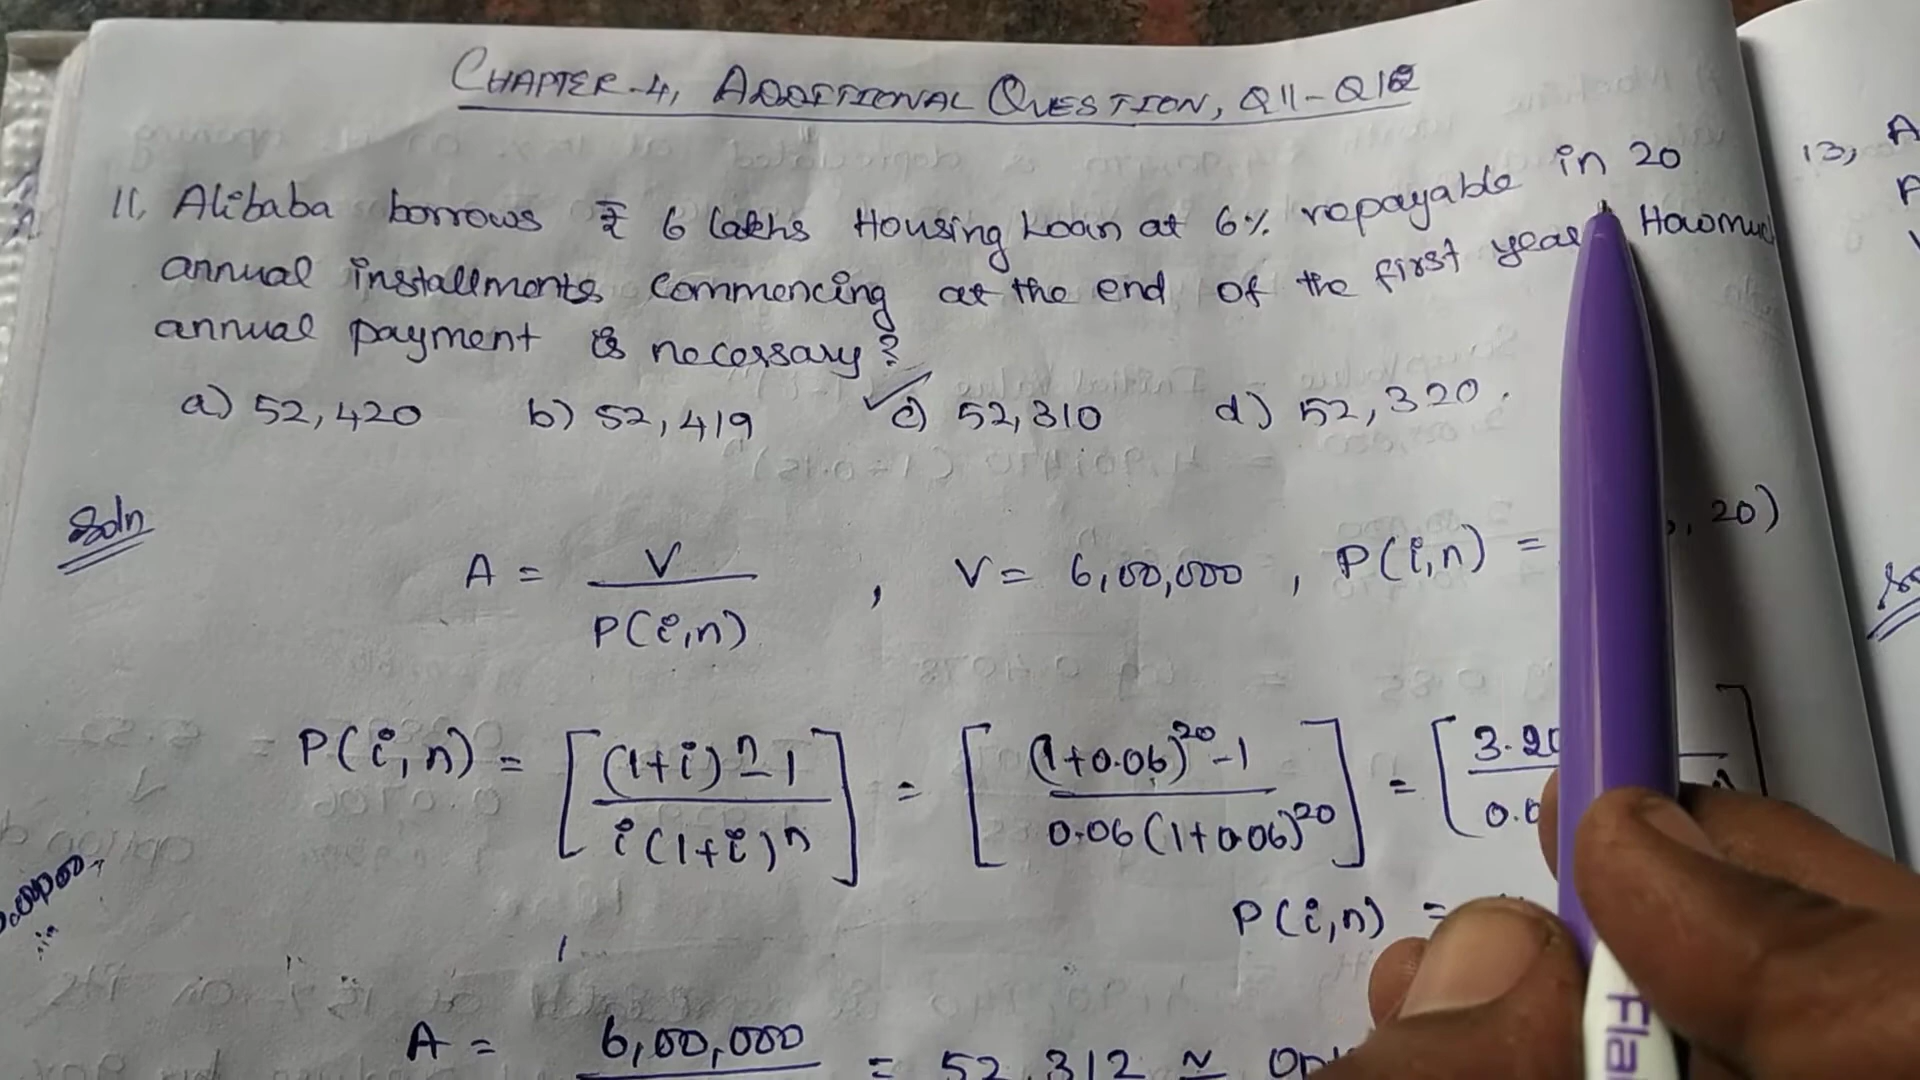 CHAPTER-4, ADDITIONAL QUESTION, Q11-Q12
11, Alibaba borrows ₹ 6 lakhs Housing Loan at 6% repayable in 20
annual installments commencing at the end of the first year. How much
annual payment is necessary?
a) 52,420 b) 52,419 c) 52,310 d) 52,320.
Soln
A = V / P(i,n) , V = 6,00,000 , P(i,n) = , 20)
P(i,n) = [(1+i)^n - 1 / i(1+i)^n] = [(1+0.06)^20 - 1 / 0.06(1+0.06)^20] = [3.20 / 0.0
P(i,n) =
A = 6,00,000 = 52,312 ≈
13, A
Fla